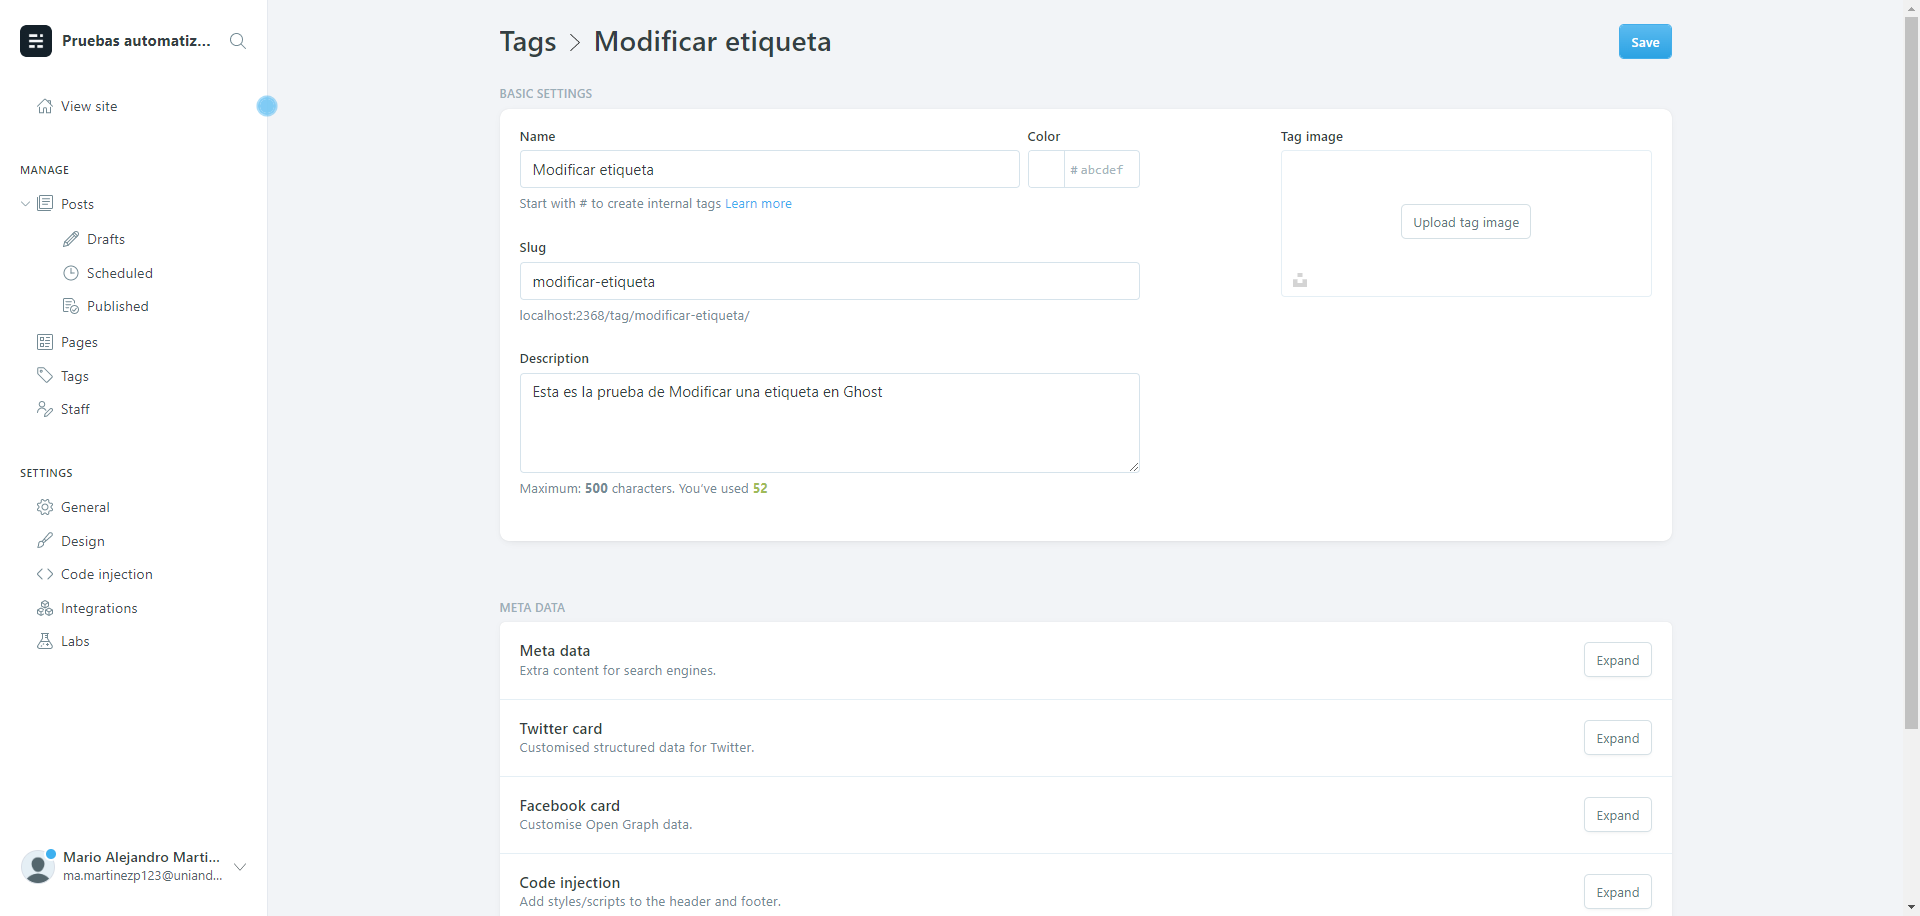 Pruebas automatiz...
View site
MANAGE
Posts
Drafts
Scheduled
Published
Pages
Tags
Staff
SETTINGS
General
Design
Code injection
Integrations
Labs
Mario Alejandro Marti...
ma.martinezp123@uniand...
Tags > Modificar etiqueta
Save
BASIC SETTINGS
Name
Modificar etiqueta
Start with # to create internal tags Learn more
Color
# abcdef
Slug
modificar-etiqueta
localhost:2368/tag/modificar-etiqueta/
Description
Esta es la prueba de Modificar una etiqueta en Ghost
Maximum: 500 characters. You've used 52
Tag image
Upload tag image
META DATA
Meta data
Extra content for search engines.
Expand
Twitter card
Customised structured data for Twitter.
Expand
Facebook card
Customise Open Graph data.
Expand
Code injection
Add styles/scripts to the header and footer.
Expand